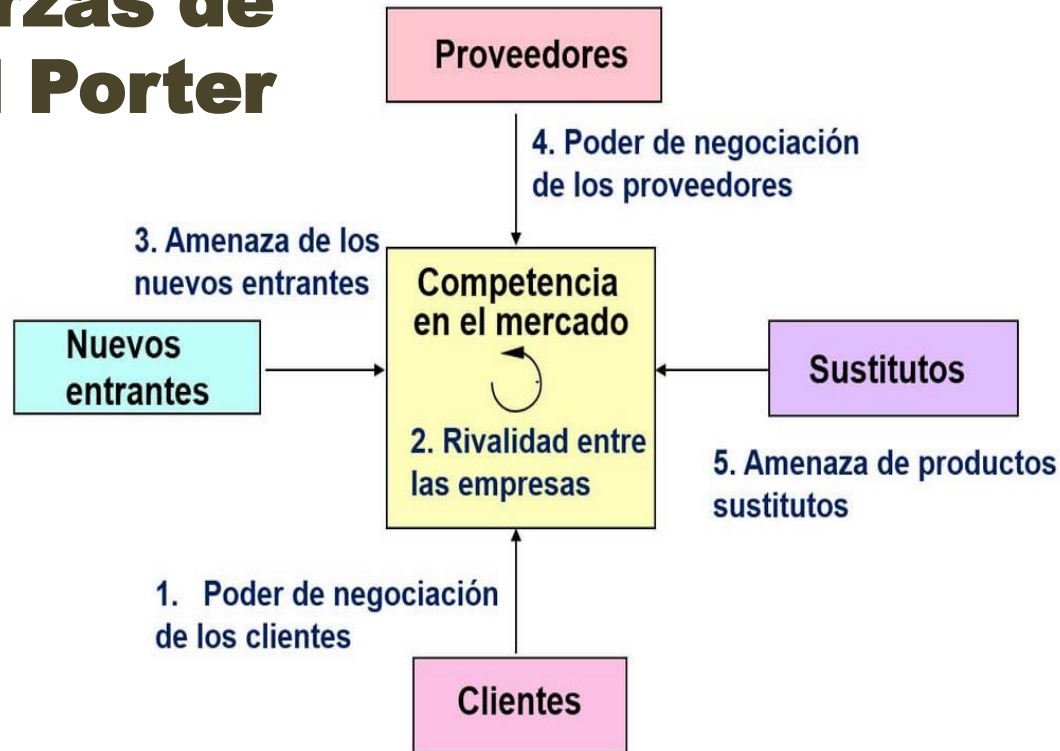 rzas de
Porter
Proveedores
4. Poder de negociación
de los proveedores
3. Amenaza de los
nuevos entrantes
Competencia
en el mercado
Nuevos
entrantes
Sustitutos
2. Rivalidad entre
las empresas
5. Amenaza de productos
sustitutos
1. Poder de negociación
de los clientes
Clientes